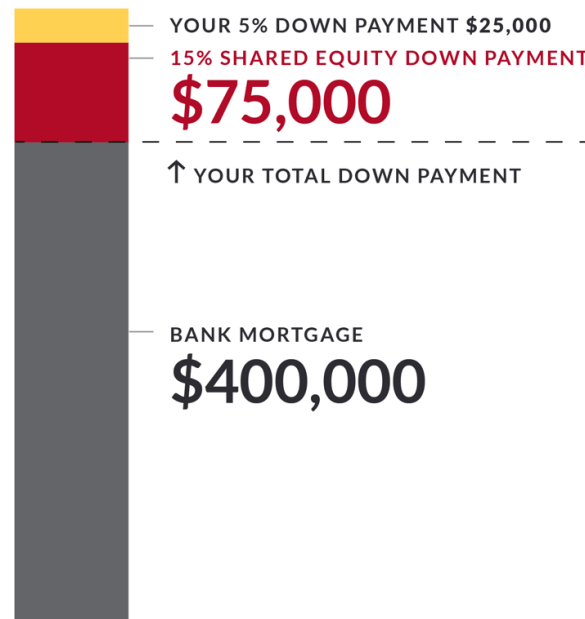 YOUR 5% DOWN PAYMENT $25,000
15% SHARED EQUITY DOWN PAYMENT
$75,000
↑ YOUR TOTAL DOWN PAYMENT
BANK MORTGAGE
$400,000